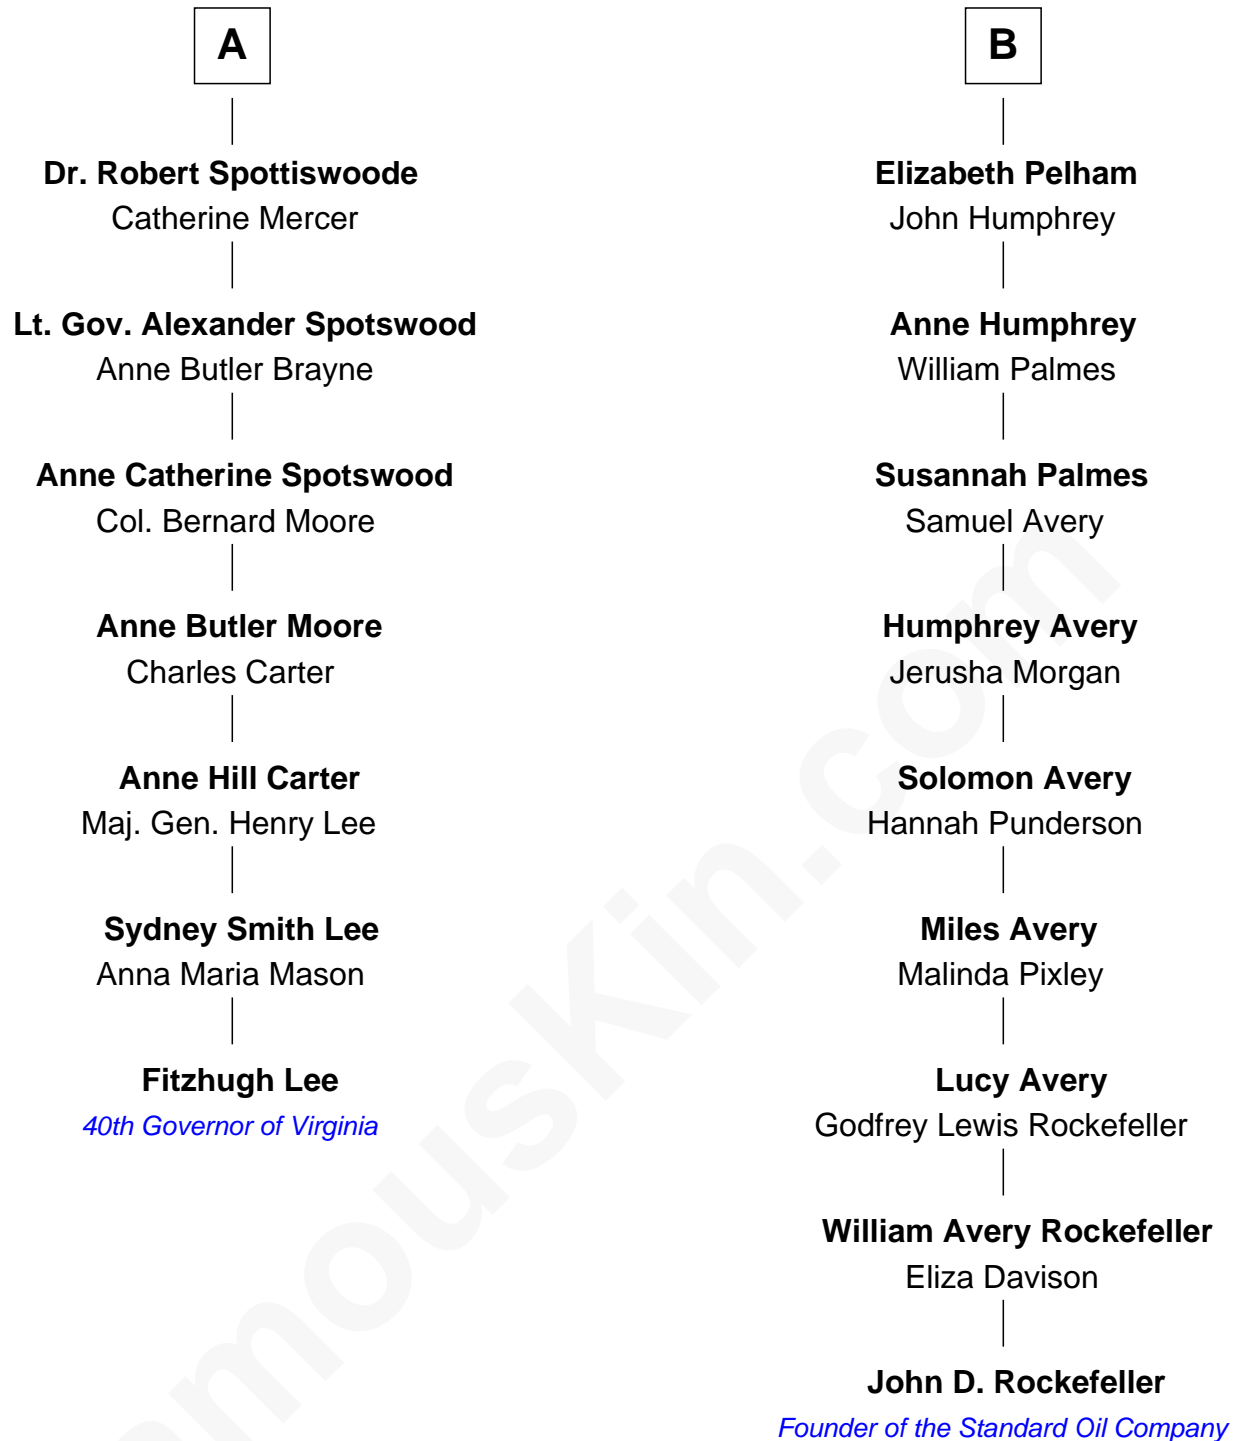 A
Dr. Robert Spottiswoode
Catherine Mercer
Lt. Gov. Alexander Spotswood
Anne Butler Brayne
Anne Catherine Spotswood
Col. Bernard Moore
Anne Butler Moore
Charles Carter
Anne Hill Carter
Maj. Gen. Henry Lee
Sydney Smith Lee
Anna Maria Mason
Fitzhugh Lee
40th Governor of Virginia
B
Elizabeth Pelham
John Humphrey
Anne Humphrey
William Palmes
Susannah Palmes
Samuel Avery
Humphrey Avery
Jerusha Morgan
Solomon Avery
Hannah Punderson
Miles Avery
Malinda Pixley
Lucy Avery
Godfrey Lewis Rockefeller
William Avery Rockefeller
Eliza Davison
John D. Rockefeller
Founder of the Standard Oil Company
amouskin.com